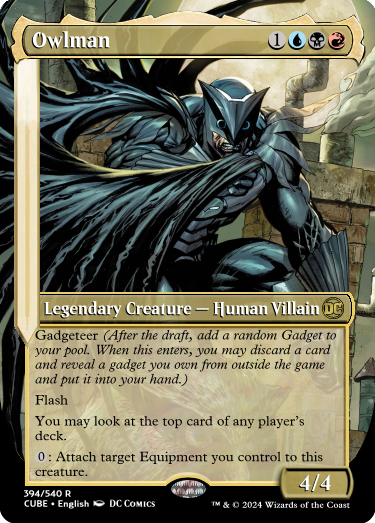 Owlman 1
Legendary Creature — Human Villain DC
Gadgeteer (After the draft, add a random Gadget to
your pool. When this enters, you may discard a card
and reveal a gadget you own from outside the game
and put it into your hand.)
Flash
You may look at the top card of any player's
deck.
0: Attach target Equipment you control to this
creature.
4/4
394/540 R
CUBE • English DC COMICS
™ & © 2024 Wizards of the Coast